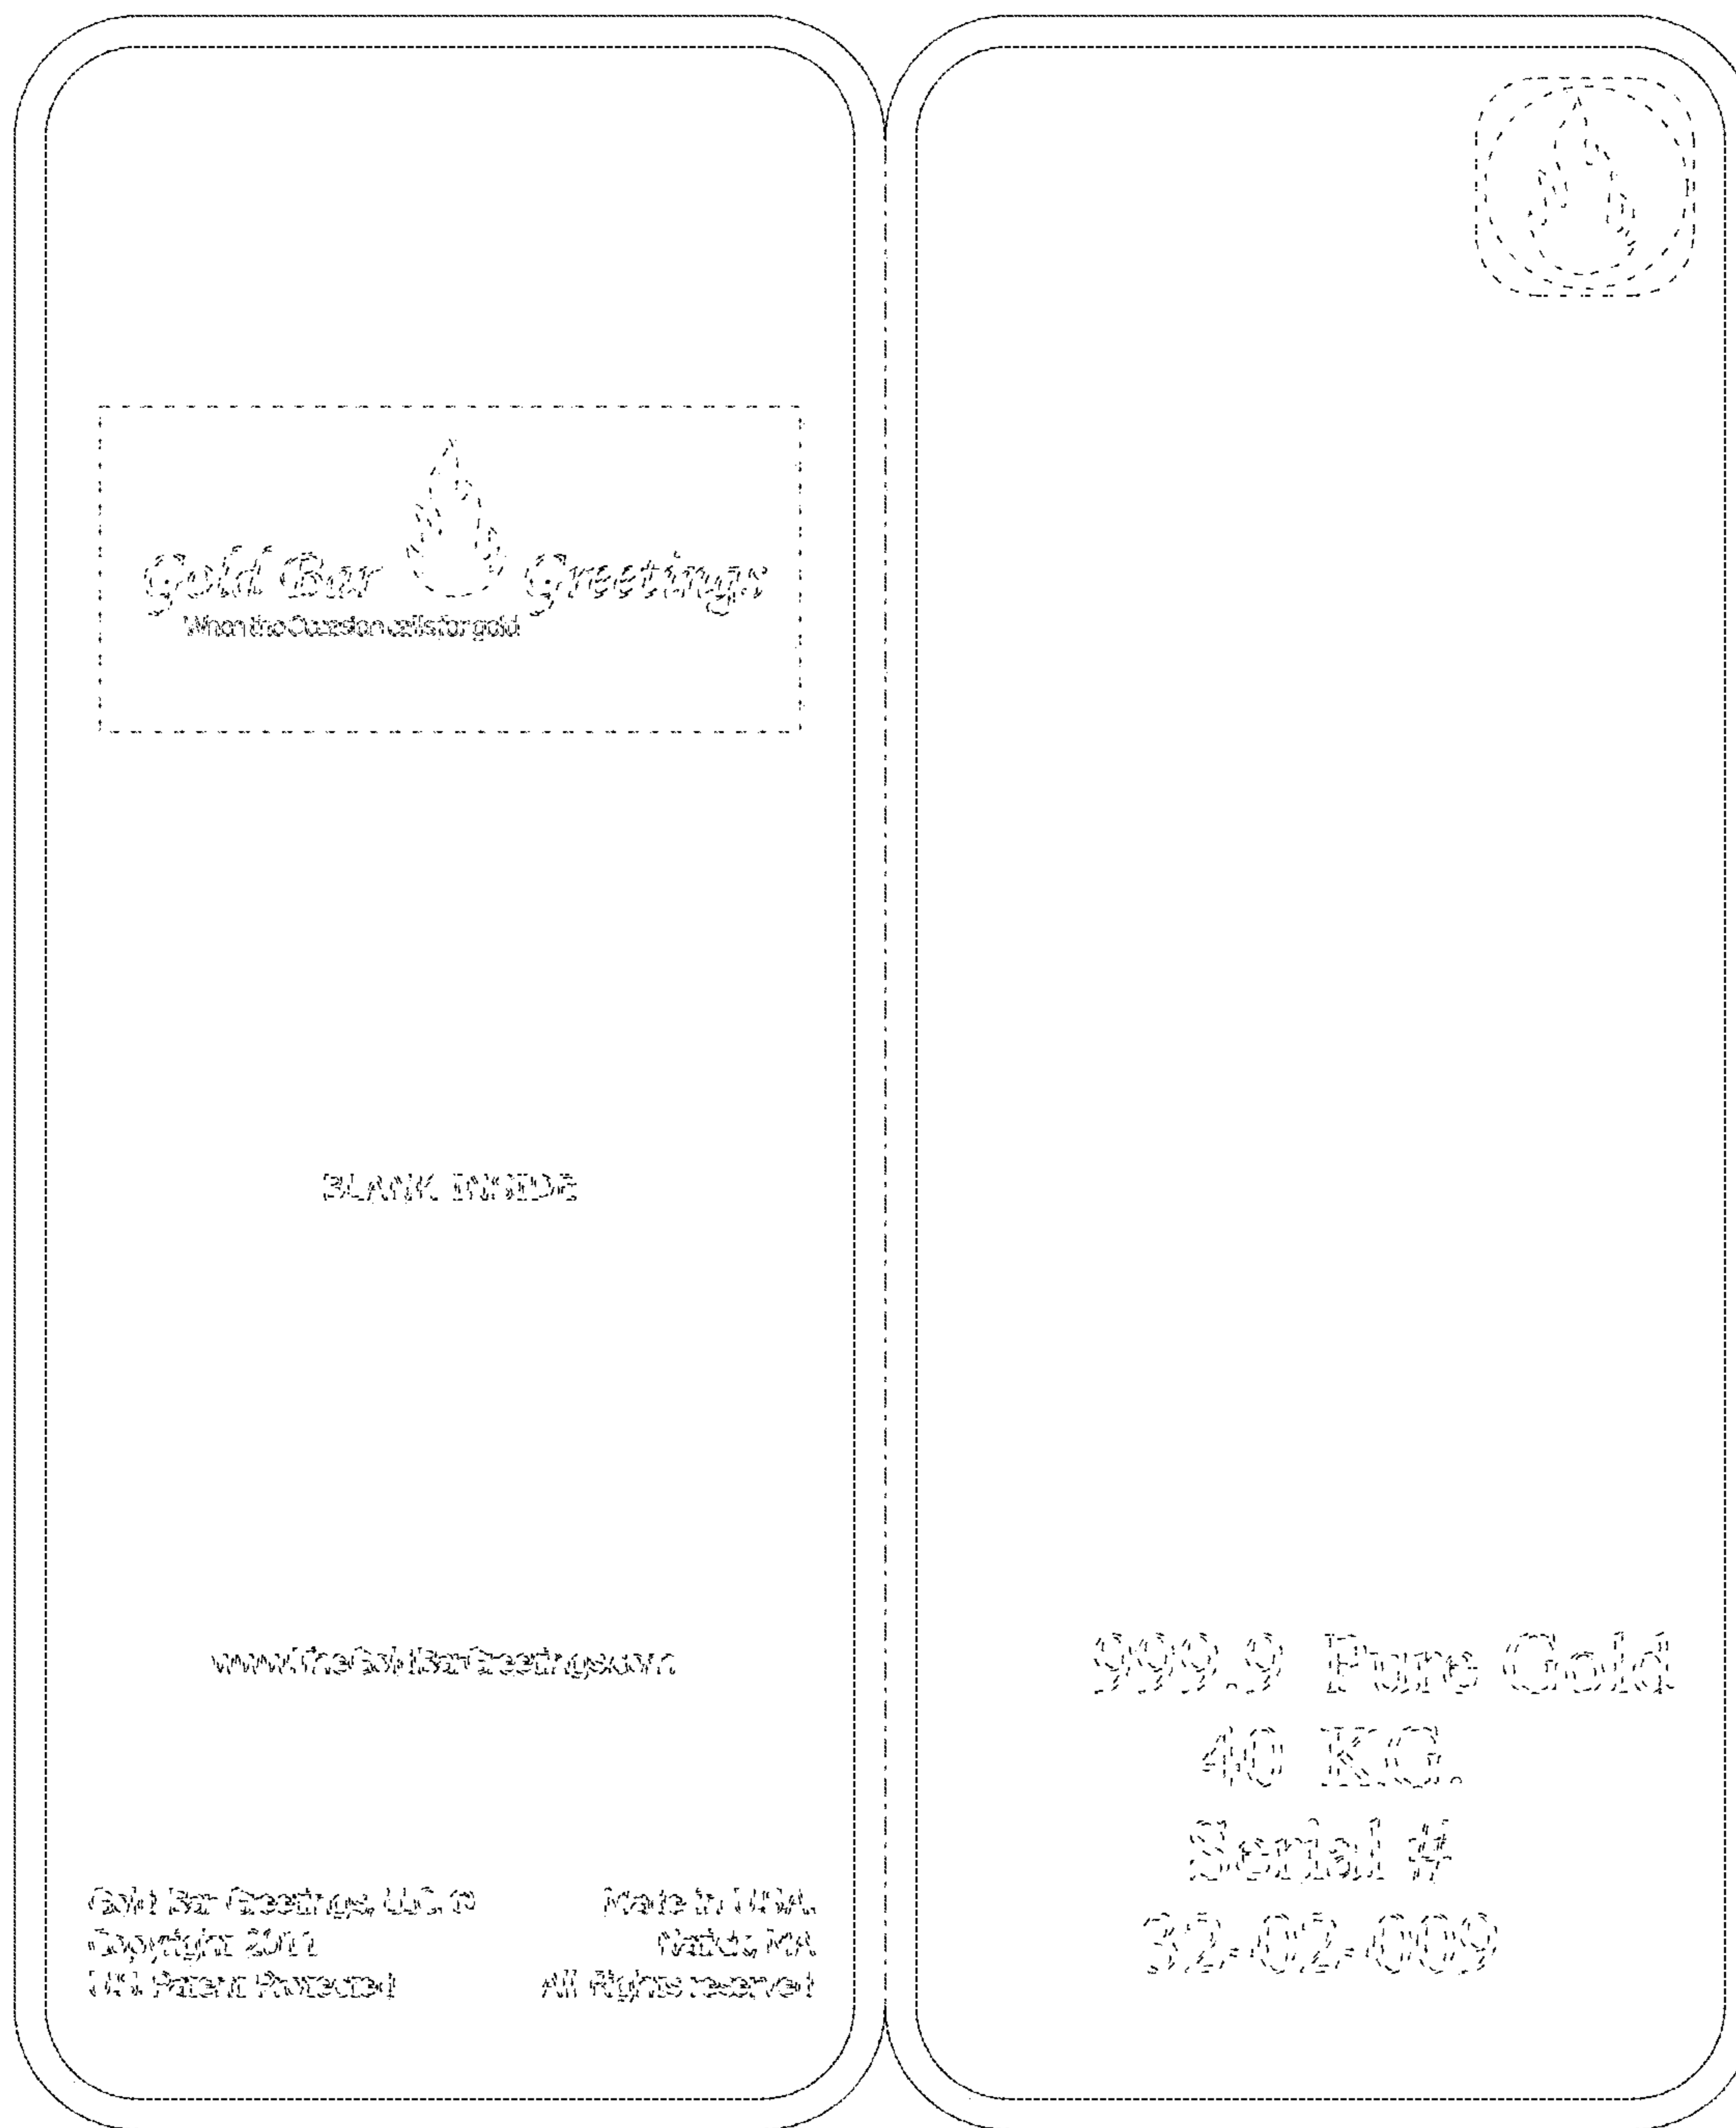 Gold Bar Greetings
When the Occasion calls for gold
BLANK INSIDE
www.TheGoldBarGreetings.com
Gold Bar Greetings, LLC. ©
Copyright 2011
US Patent Protected
Made in USA.
Natick, MA
All Rights reserved
999.9 Pure Gold
40 KG.
Serial #
32-02-009